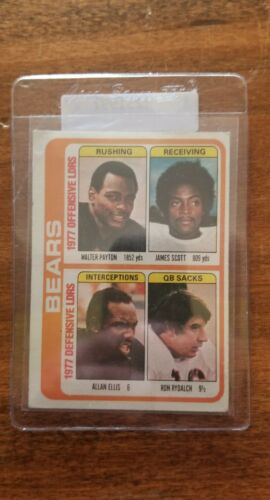 BEARS
1977 OFFENSIVE LDRS
RUSHING
RECEIVING
WALTER PAYTON 1852 yds
JAMES SCOTT 809 yds
1977 DEFENSIVE LDRS
INTERCEPTIONS
QB SACKS
ALLAN ELLIS 6
RON RYDALCH 9½